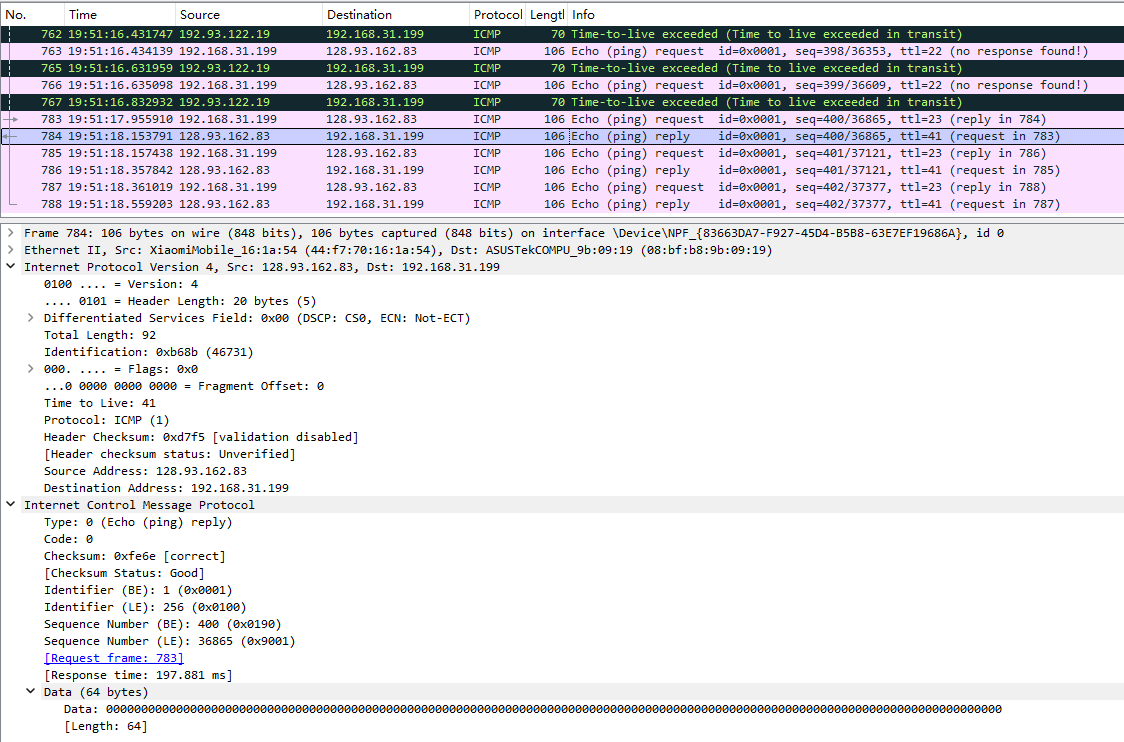 No. Time Source Destination Protocol Lengtl Info
762 19:51:16.431747 192.93.122.19 192.168.31.199 ICMP 70 Time-to-live exceeded (Time to live exceeded in transit)
763 19:51:16.434139 192.168.31.199 128.93.162.83 ICMP 106 Echo (ping) request id=0x0001, seq=398/36353, ttl=22 (no response found!)
765 19:51:16.631959 192.93.122.19 192.168.31.199 ICMP 70 Time-to-live exceeded (Time to live exceeded in transit)
766 19:51:16.635098 192.168.31.199 128.93.162.83 ICMP 106 Echo (ping) request id=0x0001, seq=399/36609, ttl=22 (no response found!)
767 19:51:16.832932 192.93.122.19 192.168.31.199 ICMP 70 Time-to-live exceeded (Time to live exceeded in transit)
783 19:51:17.955910 192.168.31.199 128.93.162.83 ICMP 106 Echo (ping) request id=0x0001, seq=400/36865, ttl=23 (reply in 784)
784 19:51:18.153791 128.93.162.83 192.168.31.199 ICMP 106 Echo (ping) reply id=0x0001, seq=400/36865, ttl=41 (request in 783)
785 19:51:18.157438 192.168.31.199 128.93.162.83 ICMP 106 Echo (ping) request id=0x0001, seq=401/37121, ttl=23 (reply in 786)
786 19:51:18.357842 128.93.162.83 192.168.31.199 ICMP 106 Echo (ping) reply id=0x0001, seq=401/37121, ttl=41 (request in 785)
787 19:51:18.361019 192.168.31.199 128.93.162.83 ICMP 106 Echo (ping) request id=0x0001, seq=402/37377, ttl=23 (reply in 788)
788 19:51:18.559203 128.93.162.83 192.168.31.199 ICMP 106 Echo (ping) reply id=0x0001, seq=402/37377, ttl=41 (request in 787)
Frame 784: 106 bytes on wire (848 bits), 106 bytes captured (848 bits) on interface \Device\NPF_{83663DA7-F927-45D4-B5B8-63E7EF19686A}, id 0
Ethernet II, Src: XiaomiMobile_16:1a:54 (44:f7:70:16:1a:54), Dst: ASUSTekCOMPU_9b:09:19 (08:bf:b8:9b:09:19)
Internet Protocol Version 4, Src: 128.93.162.83, Dst: 192.168.31.199
0100 .... = Version: 4
.... 0101 = Header Length: 20 bytes (5)
Differentiated Services Field: 0x00 (DSCP: CS0, ECN: Not-ECT)
Total Length: 92
Identification: 0xb68b (46731)
000. .... = Flags: 0x0
...0 0000 0000 0000 = Fragment Offset: 0
Time to Live: 41
Protocol: ICMP (1)
Header Checksum: 0xd7f5 [validation disabled]
[Header checksum status: Unverified]
Source Address: 128.93.162.83
Destination Address: 192.168.31.199
Internet Control Message Protocol
Type: 0 (Echo (ping) reply)
Code: 0
Checksum: 0xfe6e [correct]
[Checksum Status: Good]
Identifier (BE): 1 (0x0001)
Identifier (LE): 256 (0x0100)
Sequence Number (BE): 400 (0x0190)
Sequence Number (LE): 36865 (0x9001)
[Request frame: 783]
[Response time: 197.881 ms]
Data (64 bytes)
Data: 00000000000000000000000000000000000000000000000000000000000000000000000000000000000000000000000000000000000000000000000000000000
[Length: 64]